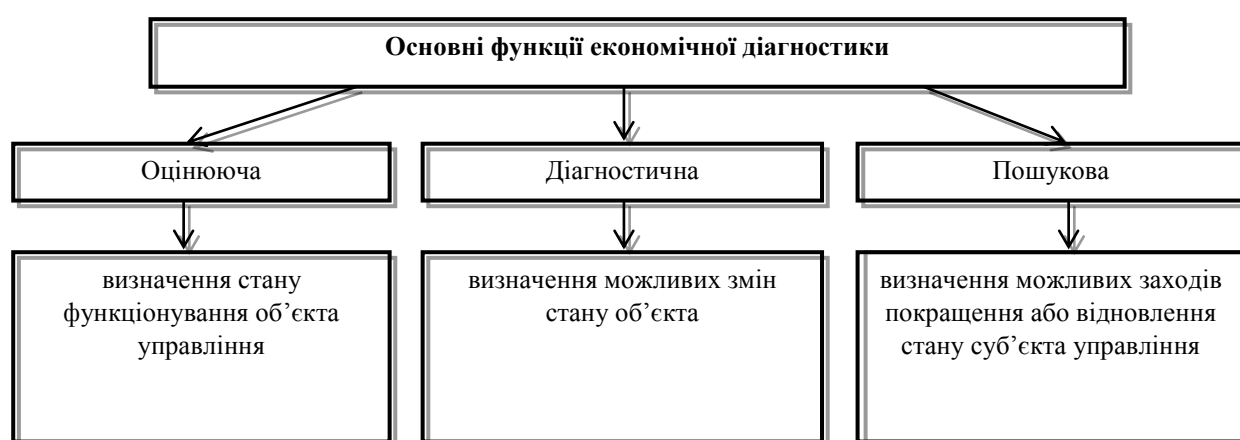 Основні функції економічної діагностики
Оцінююча
Діагностична
Пошукова
визначення стану
функціонування об’єкта
управління
визначення можливих змін
стану об’єкта
визначення можливих заходів
покращення або відновлення
стану суб’єкта управління